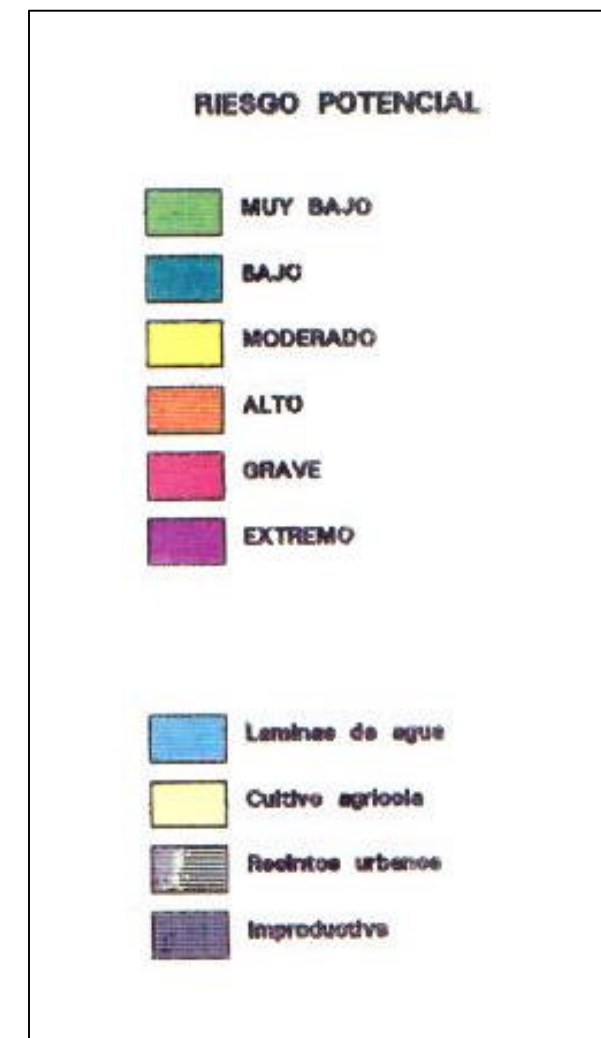 RIESGO POTENCIAL
MUY BAJO
BAJO
MODERADO
ALTO
GRAVE
EXTREMO
Laminas de agua
Cultivo agricola
Recintos urbanos
Improductivo